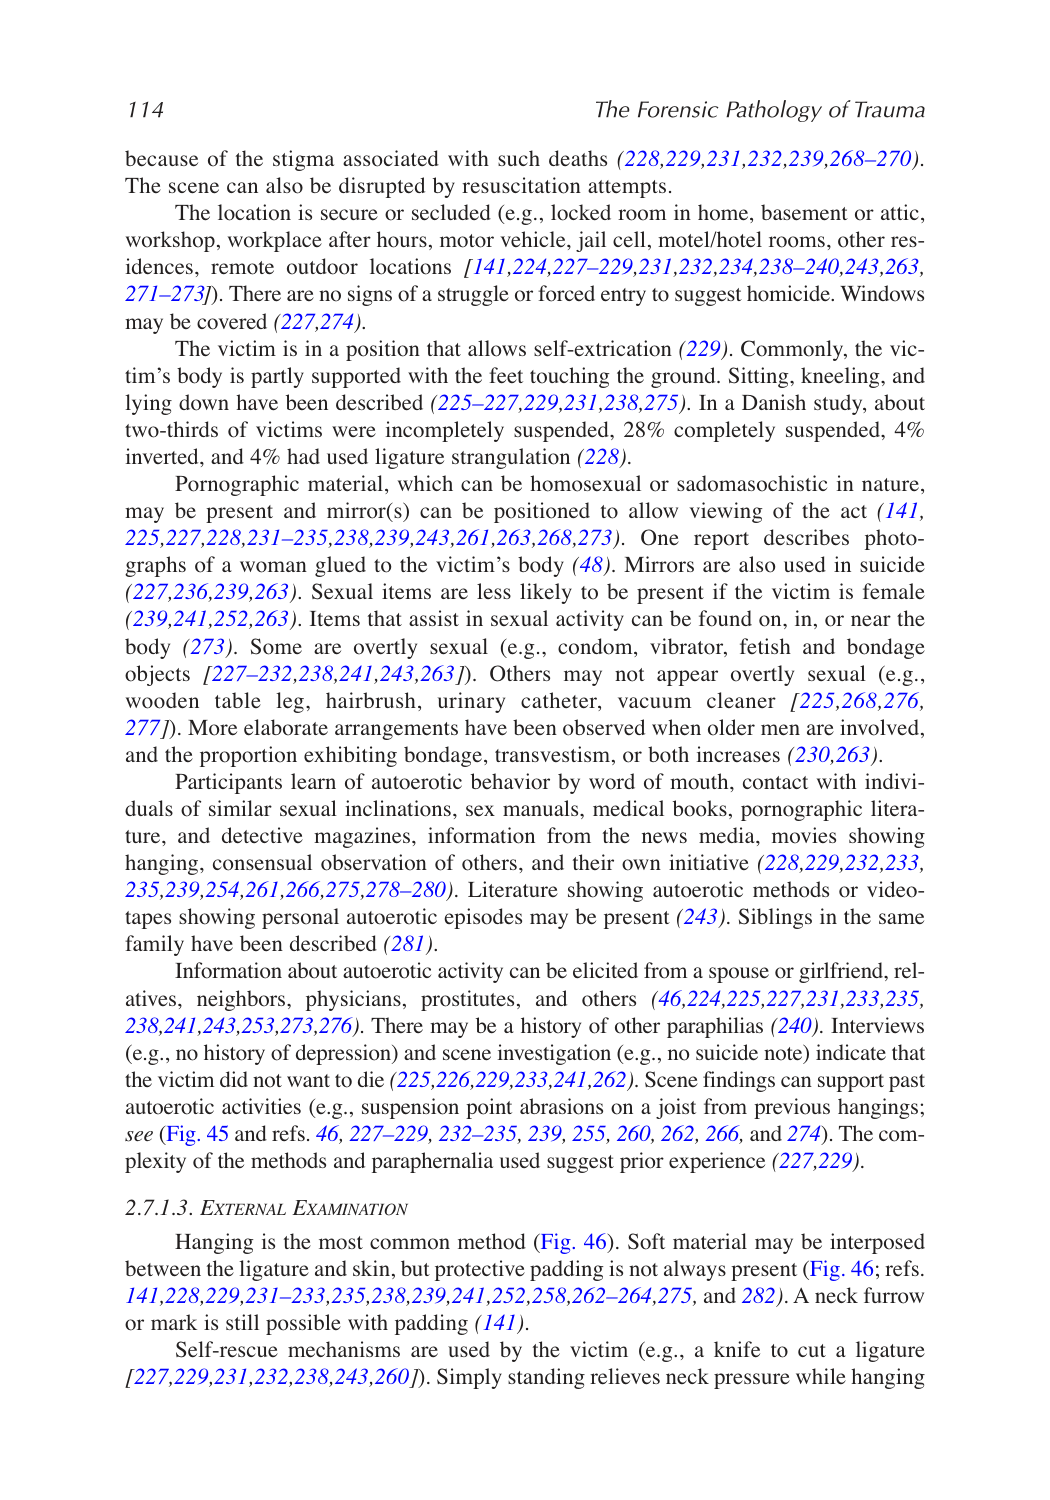 114 The Forensic Pathology of Trauma
because of the stigma associated with such deaths (228,229,231,232,239,268–270).
The scene can also be disrupted by resuscitation attempts.
The location is secure or secluded (e.g., locked room in home, basement or attic,
workshop, workplace after hours, motor vehicle, jail cell, motel/hotel rooms, other res-
idences, remote outdoor locations [141,224,227–229,231,232,234,238–240,243,263,
271–273]). There are no signs of a struggle or forced entry to suggest homicide. Windows
may be covered (227,274).
The victim is in a position that allows self-extrication (229). Commonly, the vic-
tim’s body is partly supported with the feet touching the ground. Sitting, kneeling, and
lying down have been described (225–227,229,231,238,275). In a Danish study, about
two-thirds of victims were incompletely suspended, 28% completely suspended, 4%
inverted, and 4% had used ligature strangulation (228).
Pornographic material, which can be homosexual or sadomasochistic in nature,
may be present and mirror(s) can be positioned to allow viewing of the act (141,
225,227,228,231–235,238,239,243,261,263,268,273). One report describes photo-
graphs of a woman glued to the victim’s body (48). Mirrors are also used in suicide
(227,236,239,263). Sexual items are less likely to be present if the victim is female
(239,241,252,263). Items that assist in sexual activity can be found on, in, or near the
body (273). Some are overtly sexual (e.g., condom, vibrator, fetish and bondage
objects [227–232,238,241,243,263]). Others may not appear overtly sexual (e.g.,
wooden table leg, hairbrush, urinary catheter, vacuum cleaner [225,268,276,
277]). More elaborate arrangements have been observed when older men are involved,
and the proportion exhibiting bondage, transvestism, or both increases (230,263).
Participants learn of autoerotic behavior by word of mouth, contact with indivi-
duals of similar sexual inclinations, sex manuals, medical books, pornographic litera-
ture, and detective magazines, information from the news media, movies showing
hanging, consensual observation of others, and their own initiative (228,229,232,233,
235,239,254,261,266,275,278–280). Literature showing autoerotic methods or video-
tapes showing personal autoerotic episodes may be present (243). Siblings in the same
family have been described (281).
Information about autoerotic activity can be elicited from a spouse or girlfriend, rel-
atives, neighbors, physicians, prostitutes, and others (46,224,225,227,231,233,235,
238,241,243,253,273,276). There may be a history of other paraphilias (240). Interviews
(e.g., no history of depression) and scene investigation (e.g., no suicide note) indicate that
the victim did not want to die (225,226,229,233,241,262). Scene findings can support past
autoerotic activities (e.g., suspension point abrasions on a joist from previous hangings;
see (Fig. 45 and refs. 46, 227–229, 232–235, 239, 255, 260, 262, 266, and 274). The com-
plexity of the methods and paraphernalia used suggest prior experience (227,229).
2.7.1.3. EXTERNAL EXAMINATION
Hanging is the most common method (Fig. 46). Soft material may be interposed
between the ligature and skin, but protective padding is not always present (Fig. 46; refs.
141,228,229,231–233,235,238,239,241,252,258,262–264,275, and 282). A neck furrow
or mark is still possible with padding (141).
Self-rescue mechanisms are used by the victim (e.g., a knife to cut a ligature
[227,229,231,232,238,243,260]). Simply standing relieves neck pressure while hanging